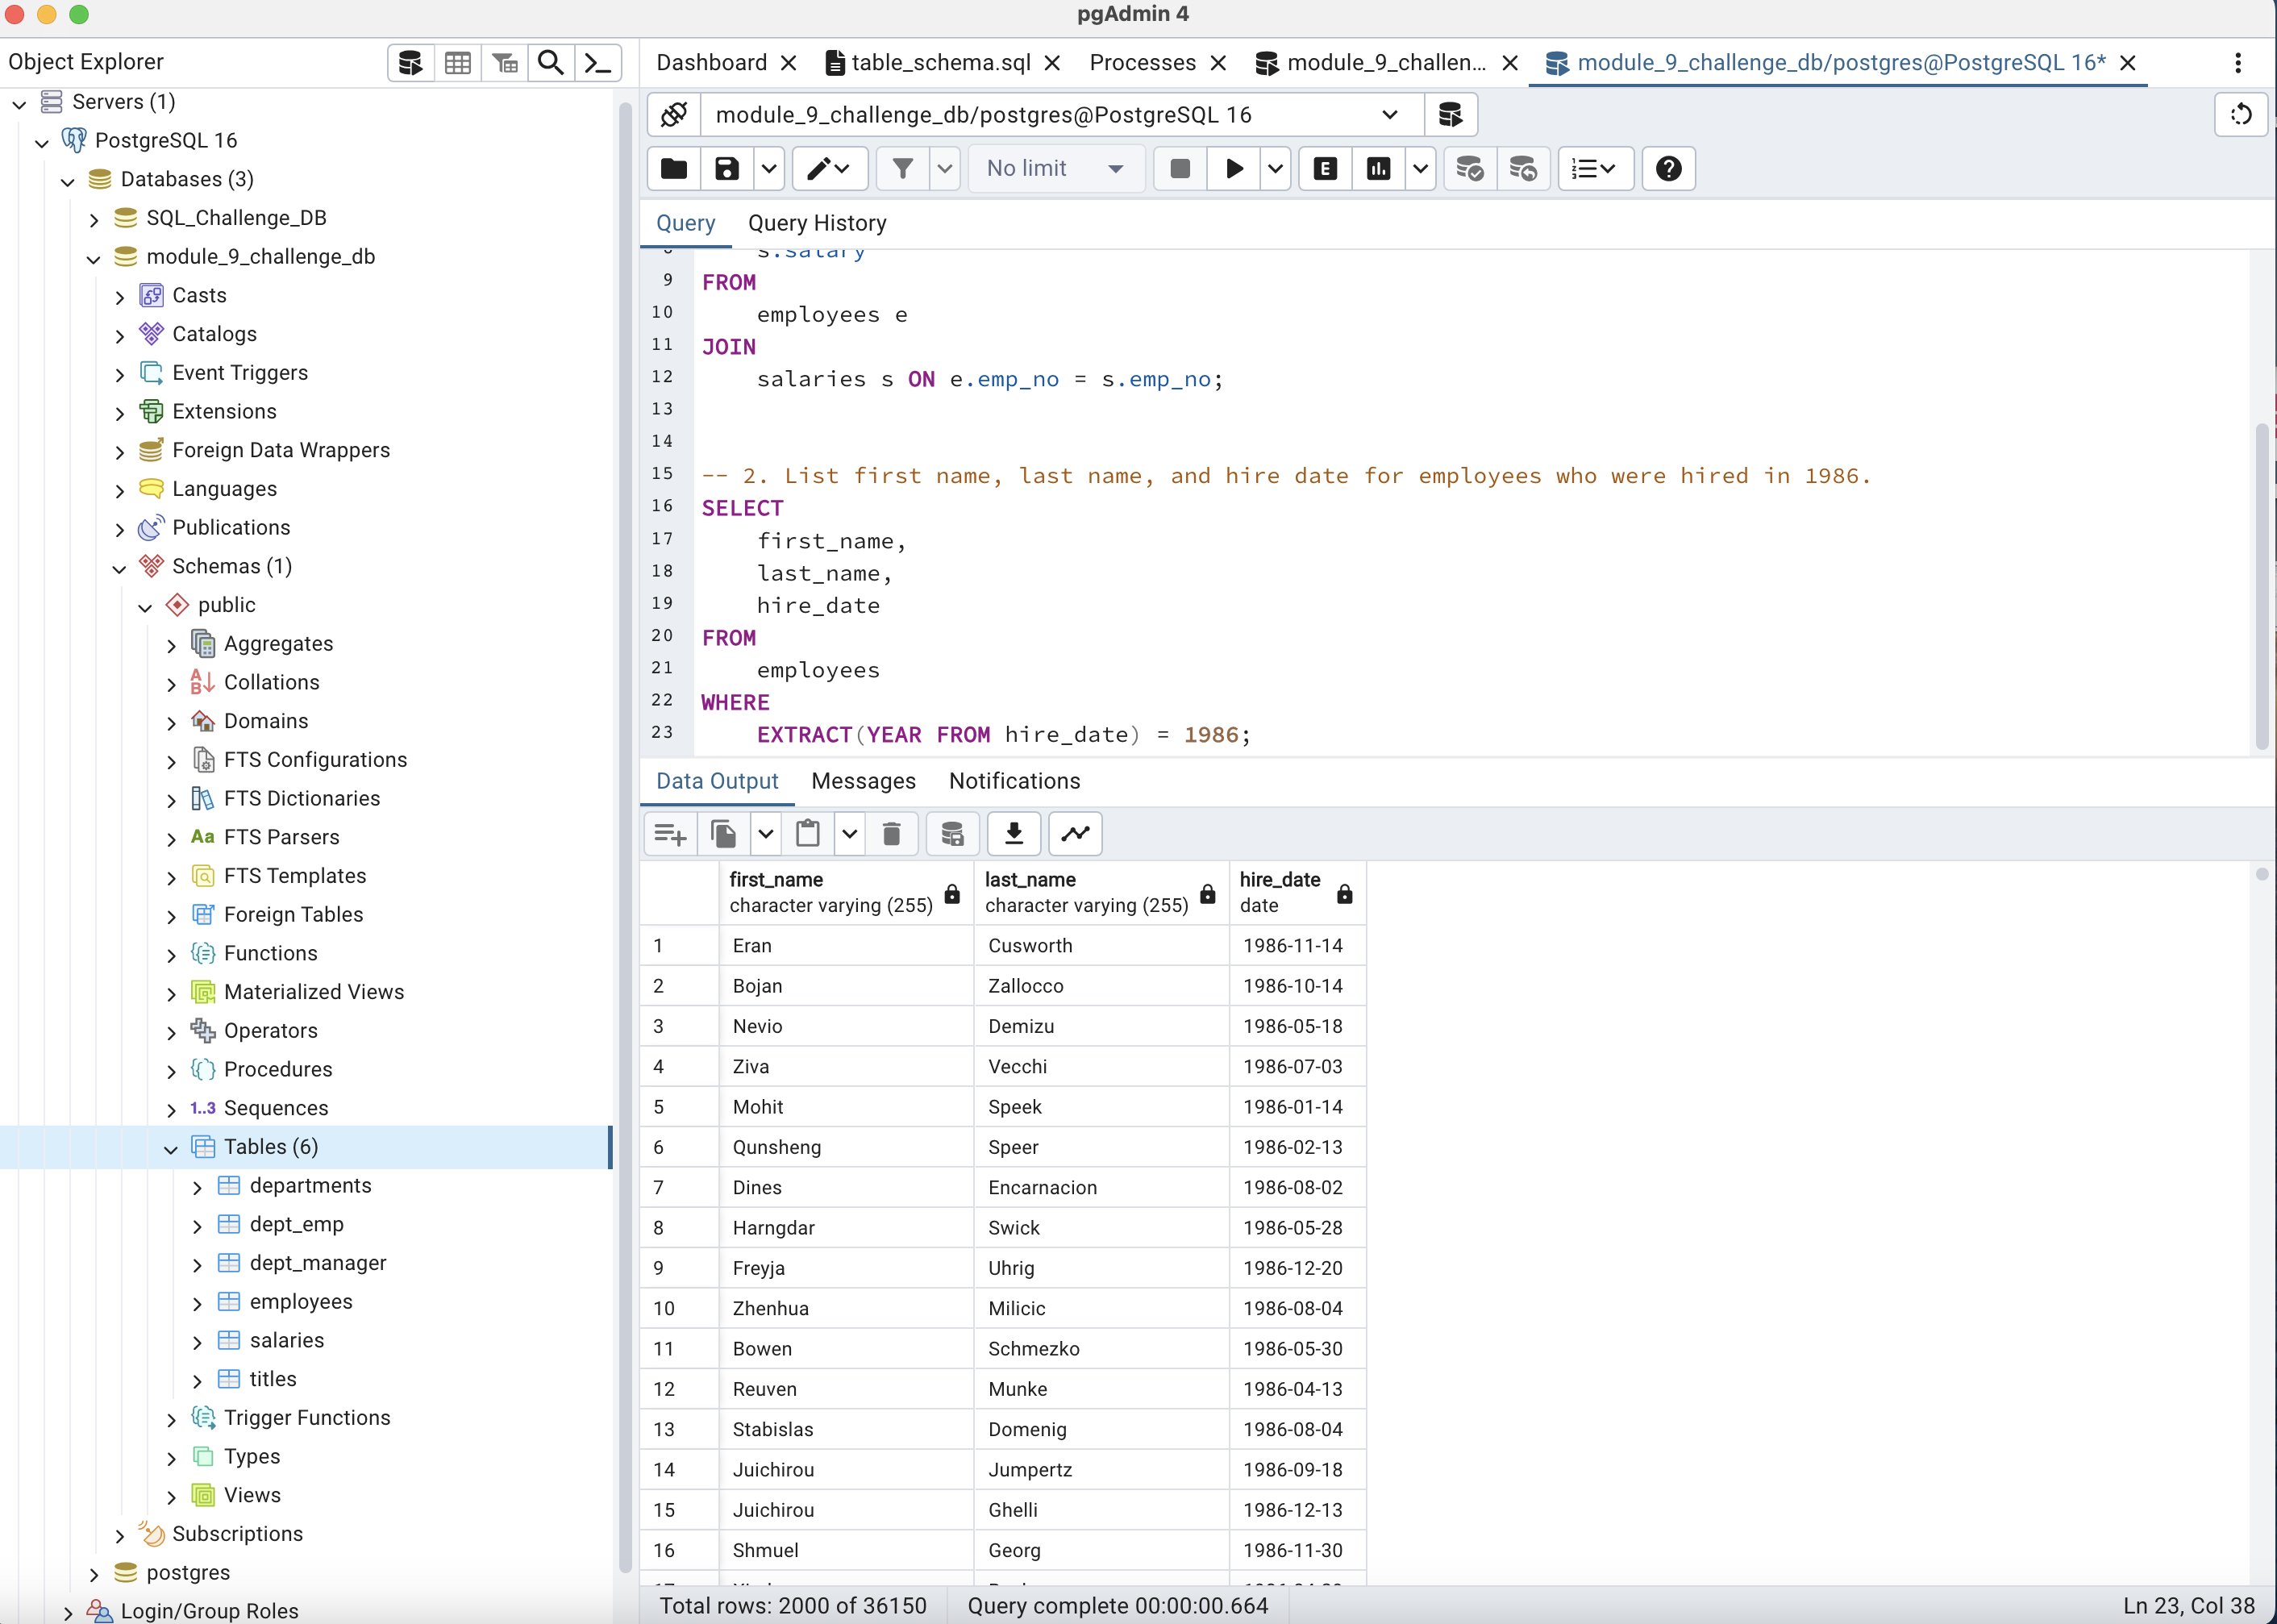 pgAdmin 4
Object Explorer
Servers (1)
PostgreSQL 16
Databases (3)
SQL_Challenge_DB
module_9_challenge_db
Casts
Catalogs
Event Triggers
Extensions
Foreign Data Wrappers
Languages
Publications
Schemas (1)
public
Aggregates
Collations
Domains
FTS Configurations
FTS Dictionaries
Aa FTS Parsers
FTS Templates
Foreign Tables
Functions
Materialized Views
Operators
Procedures
1..3 Sequences
Tables (6)
departments
dept_emp
dept_manager
employees
salaries
titles
Trigger Functions
Types
Views
Subscriptions
postgres
Login/Group Roles
Dashboard table_schema.sql Processes module_9_challen... module_9_challenge_db/postgres@PostgreSQL 16*
module_9_challenge_db/postgres@PostgreSQL 16
No limit E
Query Query History
8 s.salary
9 FROM
10 employees e
11 JOIN
12 salaries s ON e.emp_no = s.emp_no;
13
14
15 -- 2. List first name, last name, and hire date for employees who were hired in 1986.
16 SELECT
17 first_name,
18 last_name,
19 hire_date
20 FROM
21 employees
22 WHERE
23 EXTRACT(YEAR FROM hire_date) = 1986;
Data Output Messages Notifications
first_name last_name hire_date
character varying (255) character varying (255) date
1 Eran Cusworth 1986-11-14
2 Bojan Zallocco 1986-10-14
3 Nevio Demizu 1986-05-18
4 Ziva Vecchi 1986-07-03
5 Mohit Speek 1986-01-14
6 Qunsheng Speer 1986-02-13
7 Dines Encarnacion 1986-08-02
8 Harngdar Swick 1986-05-28
9 Freyja Uhrig 1986-12-20
10 Zhenhua Milicic 1986-08-04
11 Bowen Schmezko 1986-05-30
12 Reuven Munke 1986-04-13
13 Stabislas Domenig 1986-08-04
14 Juichirou Jumpertz 1986-09-18
15 Juichirou Ghelli 1986-12-13
16 Shmuel Georg 1986-11-30
Total rows: 2000 of 36150 Query complete 00:00:00.664 Ln 23, Col 38